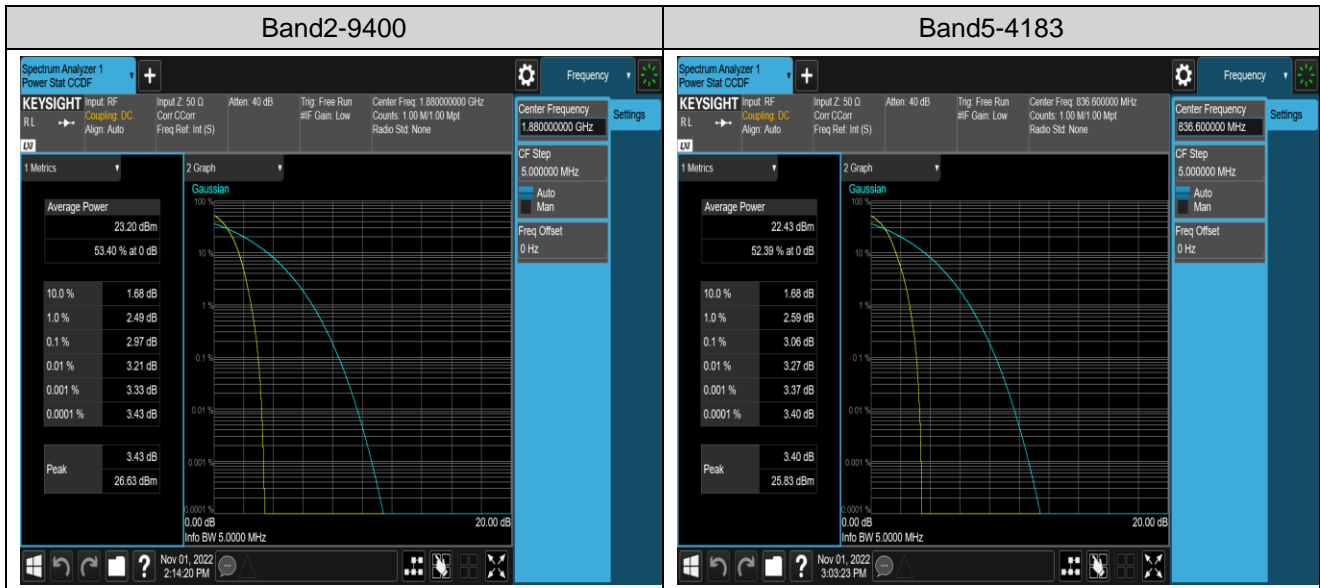 Band2-9400
Spectrum Analyzer 1
Power Stat CCDF
+
Frequency
KEYSIGHT
RL
LXI
Input: RF
Coupling: DC
Align: Auto
Input Z: 50 Ω
Corr CCorr
Freq Ref: Int (S)
Atten: 40 dB
Trig: Free Run
#IF Gain: Low
Center Freq: 1.880000000 GHz
Counts: 1.00 M/1.00 Mpt
Radio Std: None
Center Frequency
1.880000000 GHz
Settings
CF Step
5.000000 MHz
Auto
Man
Freq Offset
0 Hz
1 Metrics
Average Power
23.20 dBm
53.40 % at 0 dB
10.0 % 1.68 dB
1.0 % 2.49 dB
0.1 % 2.97 dB
0.01 % 3.21 dB
0.001 % 3.33 dB
0.0001 % 3.43 dB
Peak
3.43 dB
26.63 dBm
2 Graph
Gaussian
100 %
10 %
1 %
0.1 %
0.01 %
0.001 %
0.0001 %
0.00 dB 20.00 dB
Info BW 5.0000 MHz
?
Nov 01, 2022
2:14:20 PM
Band5-4183
Spectrum Analyzer 1
Power Stat CCDF
+
Frequency
KEYSIGHT
RL
LXI
Input: RF
Coupling: DC
Align: Auto
Input Z: 50 Ω
Corr CCorr
Freq Ref: Int (S)
Atten: 40 dB
Trig: Free Run
#IF Gain: Low
Center Freq: 836.600000 MHz
Counts: 1.00 M/1.00 Mpt
Radio Std: None
Center Frequency
836.600000 MHz
Settings
CF Step
5.000000 MHz
Auto
Man
Freq Offset
0 Hz
1 Metrics
Average Power
22.43 dBm
52.39 % at 0 dB
10.0 % 1.68 dB
1.0 % 2.59 dB
0.1 % 3.06 dB
0.01 % 3.27 dB
0.001 % 3.37 dB
0.0001 % 3.40 dB
Peak
3.40 dB
25.83 dBm
2 Graph
Gaussian
100 %
10 %
1 %
0.1 %
0.01 %
0.001 %
0.0001 %
0.00 dB 20.00 dB
Info BW 5.0000 MHz
?
Nov 01, 2022
3:03:23 PM